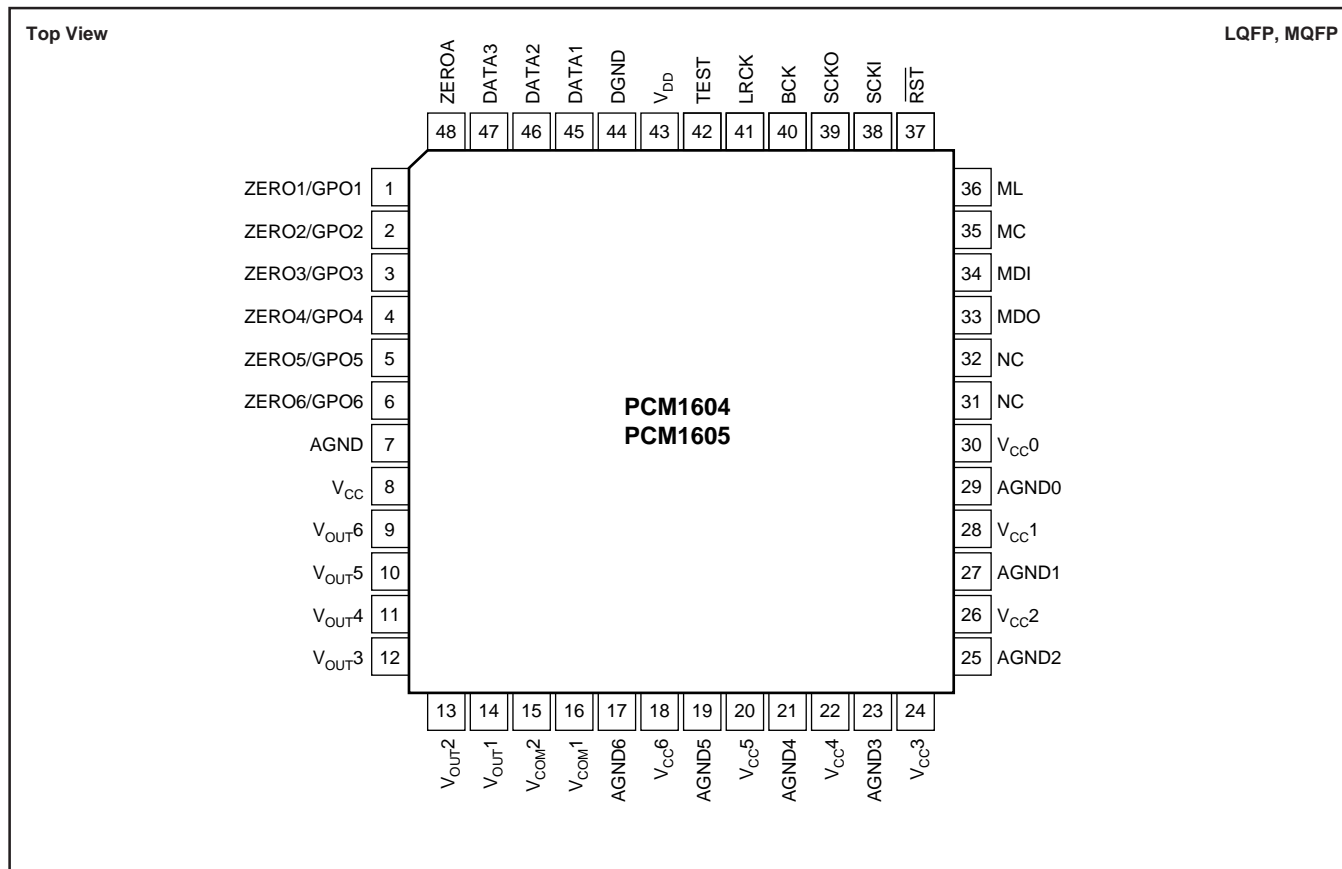 Top View LQFP, MQFP
ZEROA DATA3 DATA2 DATA1 DGND VDD TEST LRCK BCK SCKO SCKI RST
48 47 46 45 44 43 42 41 40 39 38 37
ZERO1/GPO1 1 36 ML
ZERO2/GPO2 2 35 MC
ZERO3/GPO3 3 34 MDI
ZERO4/GPO4 4 33 MDO
ZERO5/GPO5 5 32 NC
ZERO6/GPO6 6 31 NC
PCM1604
PCM1605
AGND 7 30 VCC0
VCC 8 29 AGND0
VOUT6 9 28 VCC1
VOUT5 10 27 AGND1
VOUT4 11 26 VCC2
VOUT3 12 25 AGND2
13 14 15 16 17 18 19 20 21 22 23 24
VOUT2 VOUT1 VCOM2 VCOM1 AGND6 VCC6 AGND5 VCC5 AGND4 VCC4 AGND3 VCC3